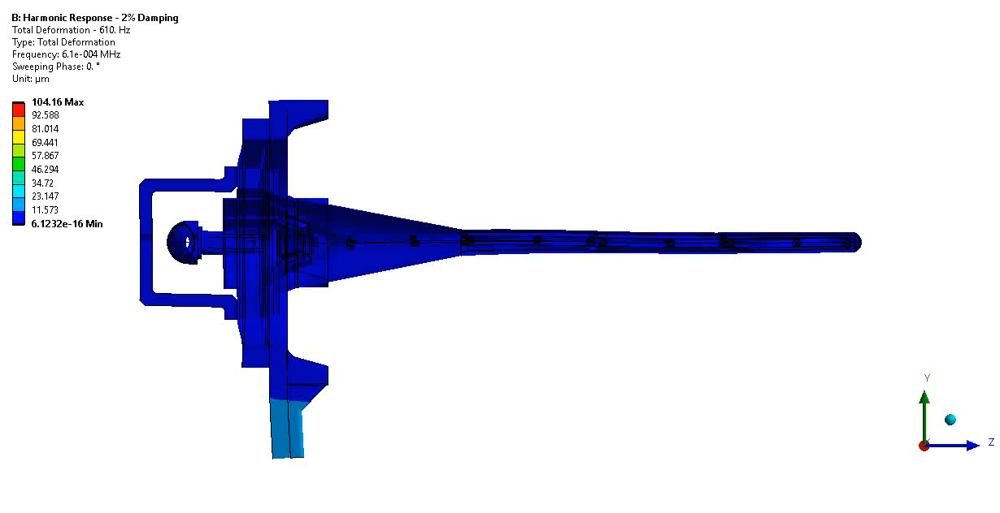 B: Harmonic Response - 2% Damping
Total Deformation - 610. Hz
Type: Total Deformation
Frequency: 6.1e-004 MHz
Sweeping Phase: 0. °
Unit: µm
104.16 Max
92.588
81.014
69.441
57.867
46.294
34.72
23.147
11.573
6.1232e-16 Min
Y
Z